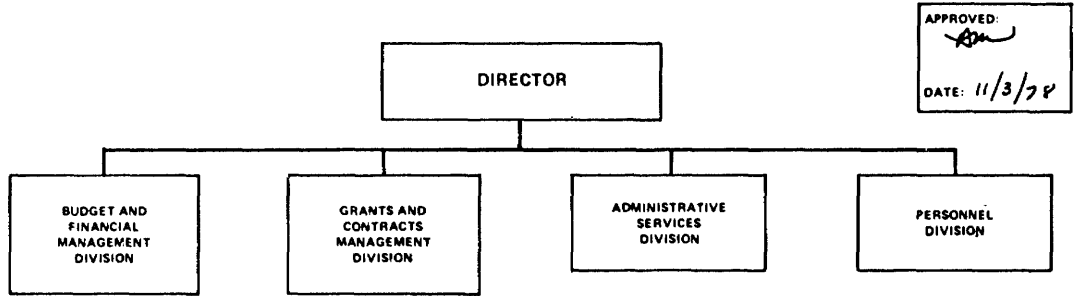 APPROVED:
DATE: 11/3/78
DIRECTOR
BUDGET AND
FINANCIAL
MANAGEMENT
DIVISION
GRANTS AND
CONTRACTS
MANAGEMENT
DIVISION
ADMINISTRATIVE
SERVICES
DIVISION
PERSONNEL
DIVISION